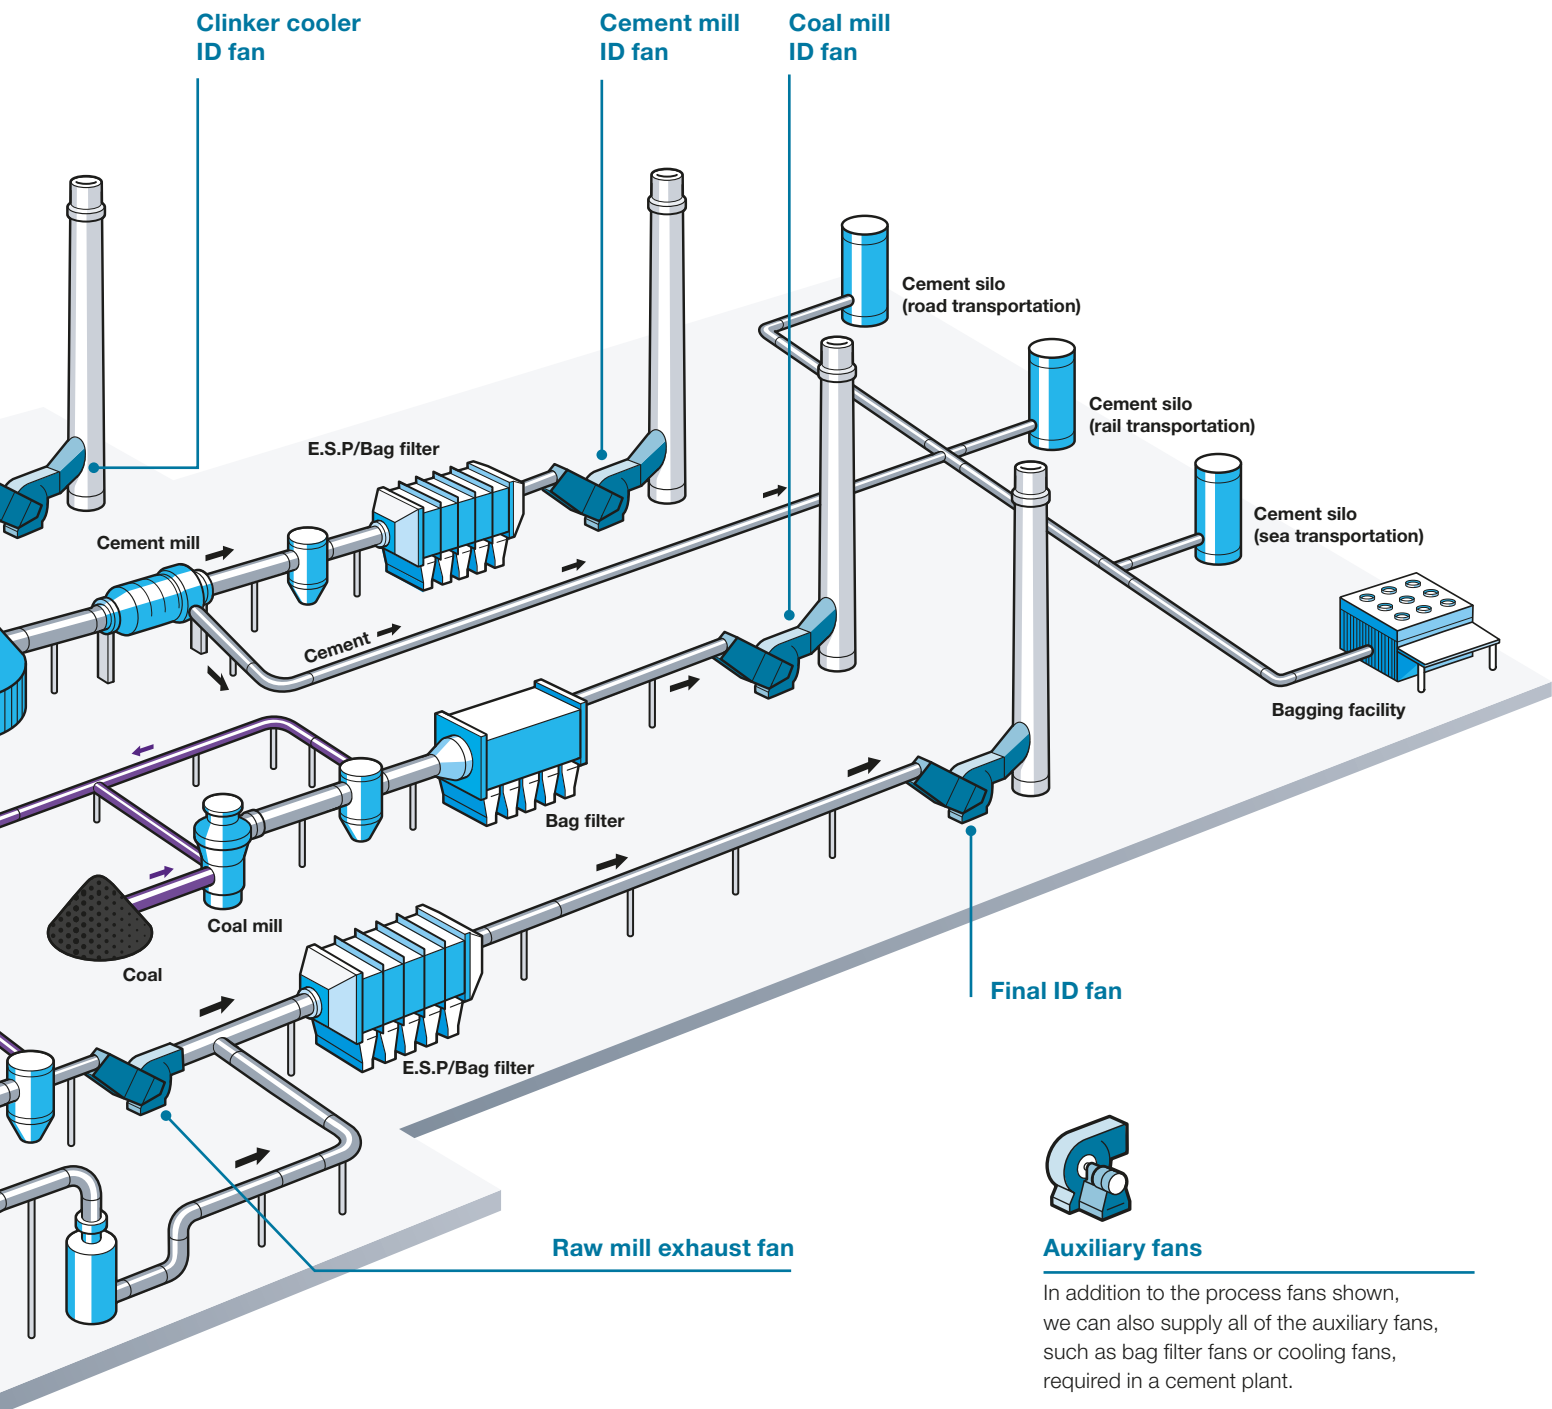 Clinker cooler
ID fan
Cement mill
ID fan
Coal mill
ID fan
Cement silo
(road transportation)
Cement silo
(rail transportation)
E.S.P/Bag filter
Cement silo
(sea transportation)
Cement mill
Cement
Bagging facility
Bag filter
Coal mill
Coal
Final ID fan
E.S.P/Bag filter
Raw mill exhaust fan
Auxiliary fans
In addition to the process fans shown,
we can also supply all of the auxiliary fans,
such as bag filter fans or cooling fans,
required in a cement plant.